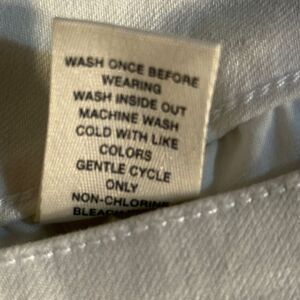 WASH ONCE BEFORE
WEARING
WASH INSIDE OUT
MACHINE WASH
COLD WITH LIKE
COLORS
GENTLE CYCLE
ONLY
NON-CHLORINE